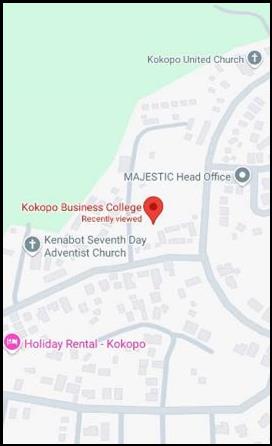 Kokopo United Church
MAJESTIC Head Office
Kokopo Business College
Recently viewed
Kenabot Seventh Day
Adventist Church
Holiday Rental - Kokopo